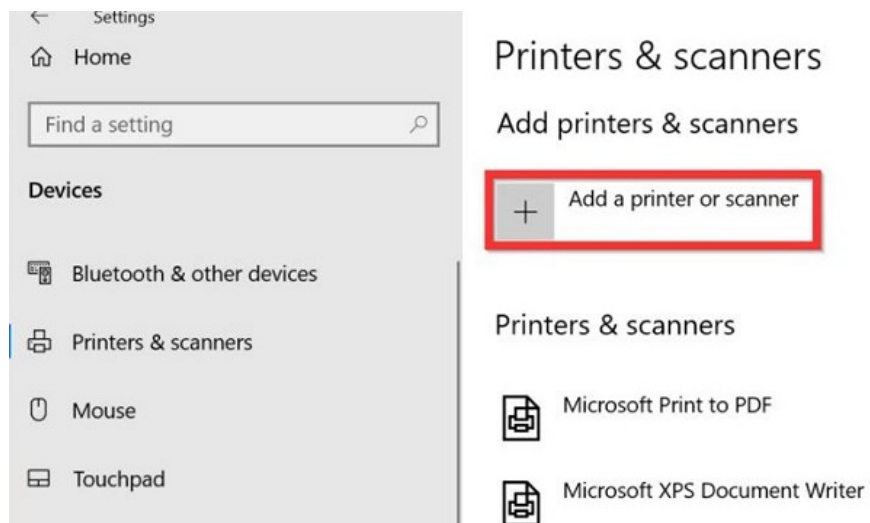 Settings
Home
Find a setting
Devices
Bluetooth & other devices
Printers & scanners
Mouse
Touchpad
Printers & scanners
Add printers & scanners
Add a printer or scanner
Printers & scanners
Microsoft Print to PDF
Microsoft XPS Document Writer